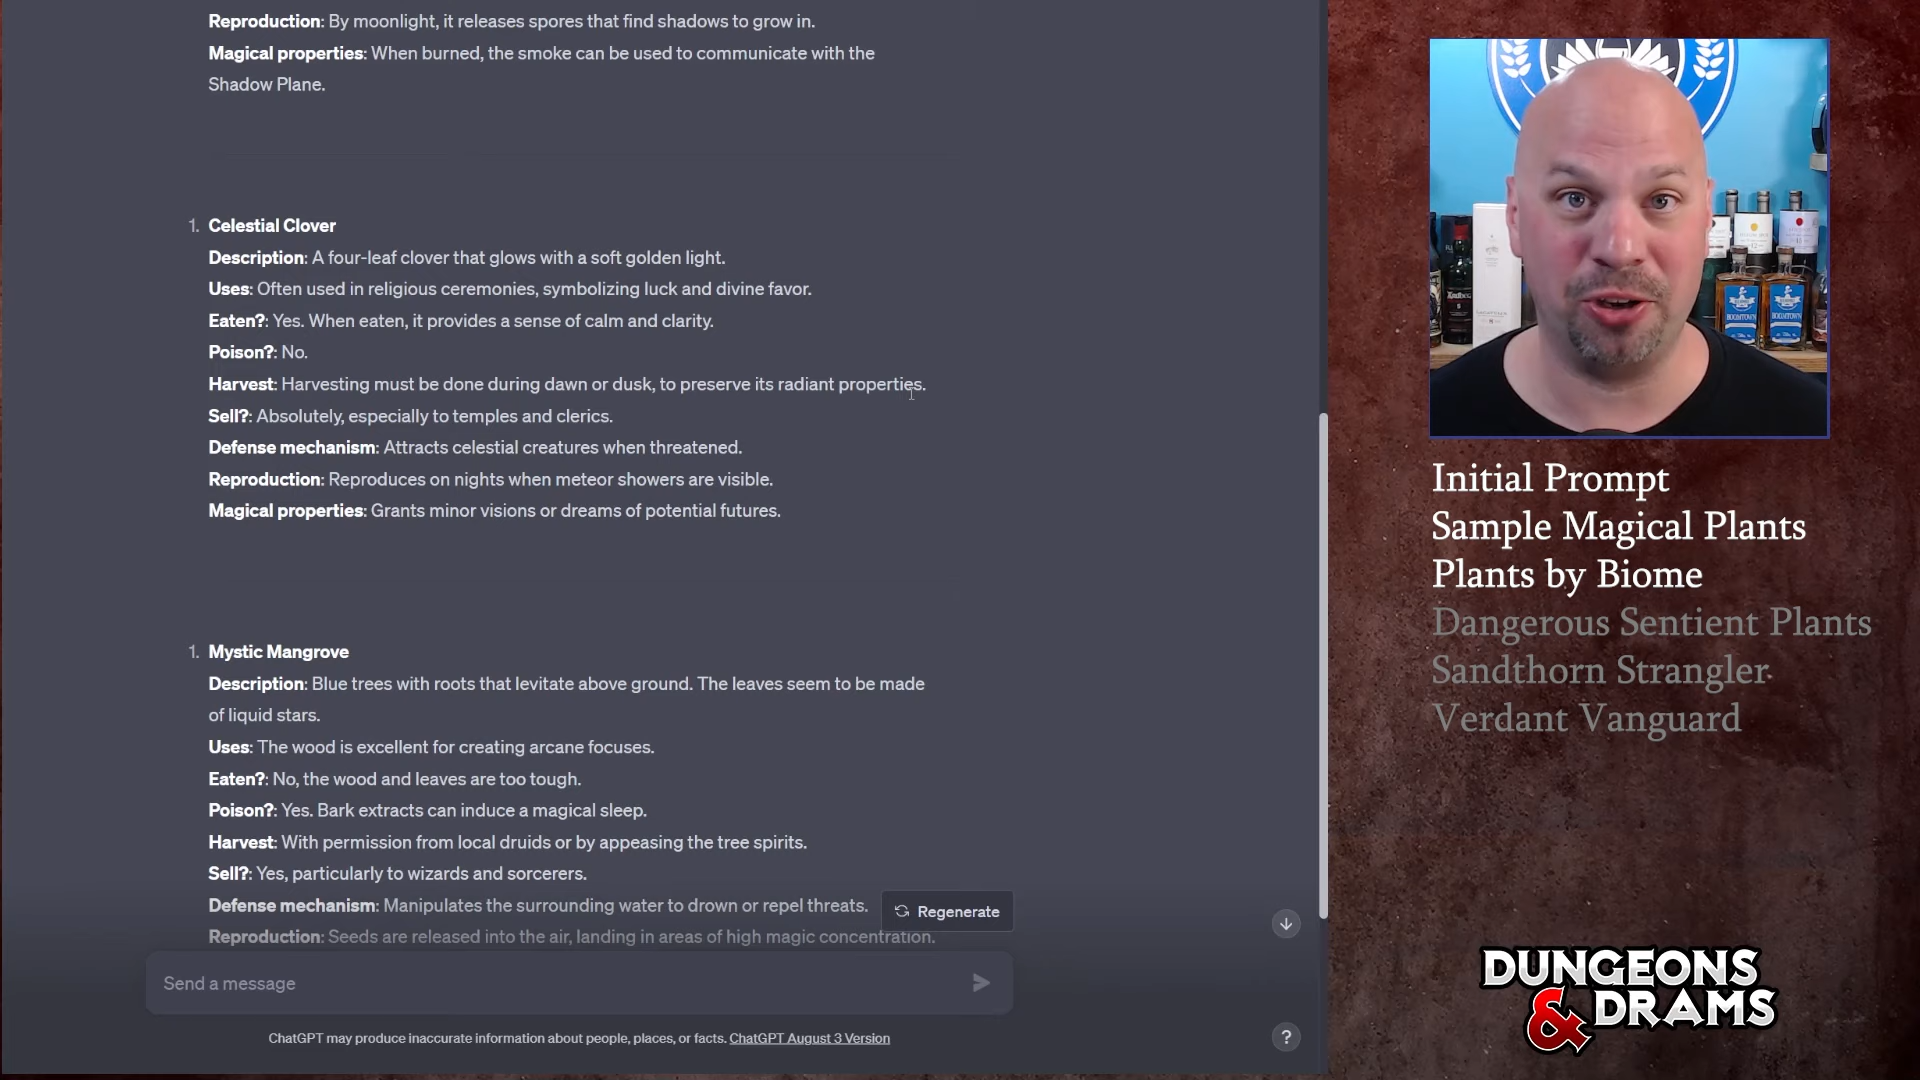 Reproduction: By moonlight, it releases spores that find shadows to grow in.
Magical properties: When burned, the smoke can be used to communicate with the
Shadow Plane.
1. Celestial Clover
Description: A four-leaf clover that glows with a soft golden light.
Uses: Often used in religious ceremonies, symbolizing luck and divine favor.
Eaten?: Yes. When eaten, it provides a sense of calm and clarity.
Poison?: No.
Harvest: Harvesting must be done during dawn or dusk, to preserve its radiant properties.
Sell?: Absolutely, especially to temples and clerics.
Defense mechanism: Attracts celestial creatures when threatened.
Reproduction: Reproduces on nights when meteor showers are visible.
Magical properties: Grants minor visions or dreams of potential futures.
1. Mystic Mangrove
Description: Blue trees with roots that levitate above ground. The leaves seem to be made
of liquid stars.
Uses: The wood is excellent for creating arcane focuses.
Eaten?: No, the wood and leaves are too tough.
Poison?: Yes. Bark extracts can induce a magical sleep.
Harvest: With permission from local druids or by appeasing the tree spirits.
Sell?: Yes, particularly to wizards and sorcerers.
Defense mechanism: Manipulates the surrounding water to drown or repel threats.
Regenerate
Reproduction: Seeds are released into the air, landing in areas of high magic concentration.
Send a message
ChatGPT may produce inaccurate information about people, places, or facts. ChatGPT August 3 Version
?
BOOMTOWN
BOOMTOWN
Initial Prompt
Sample Magical Plants
Plants by Biome
Dangerous Sentient Plants
Sandthorn Strangler
Verdant Vanguard
DUNGEONS
& DRAMS